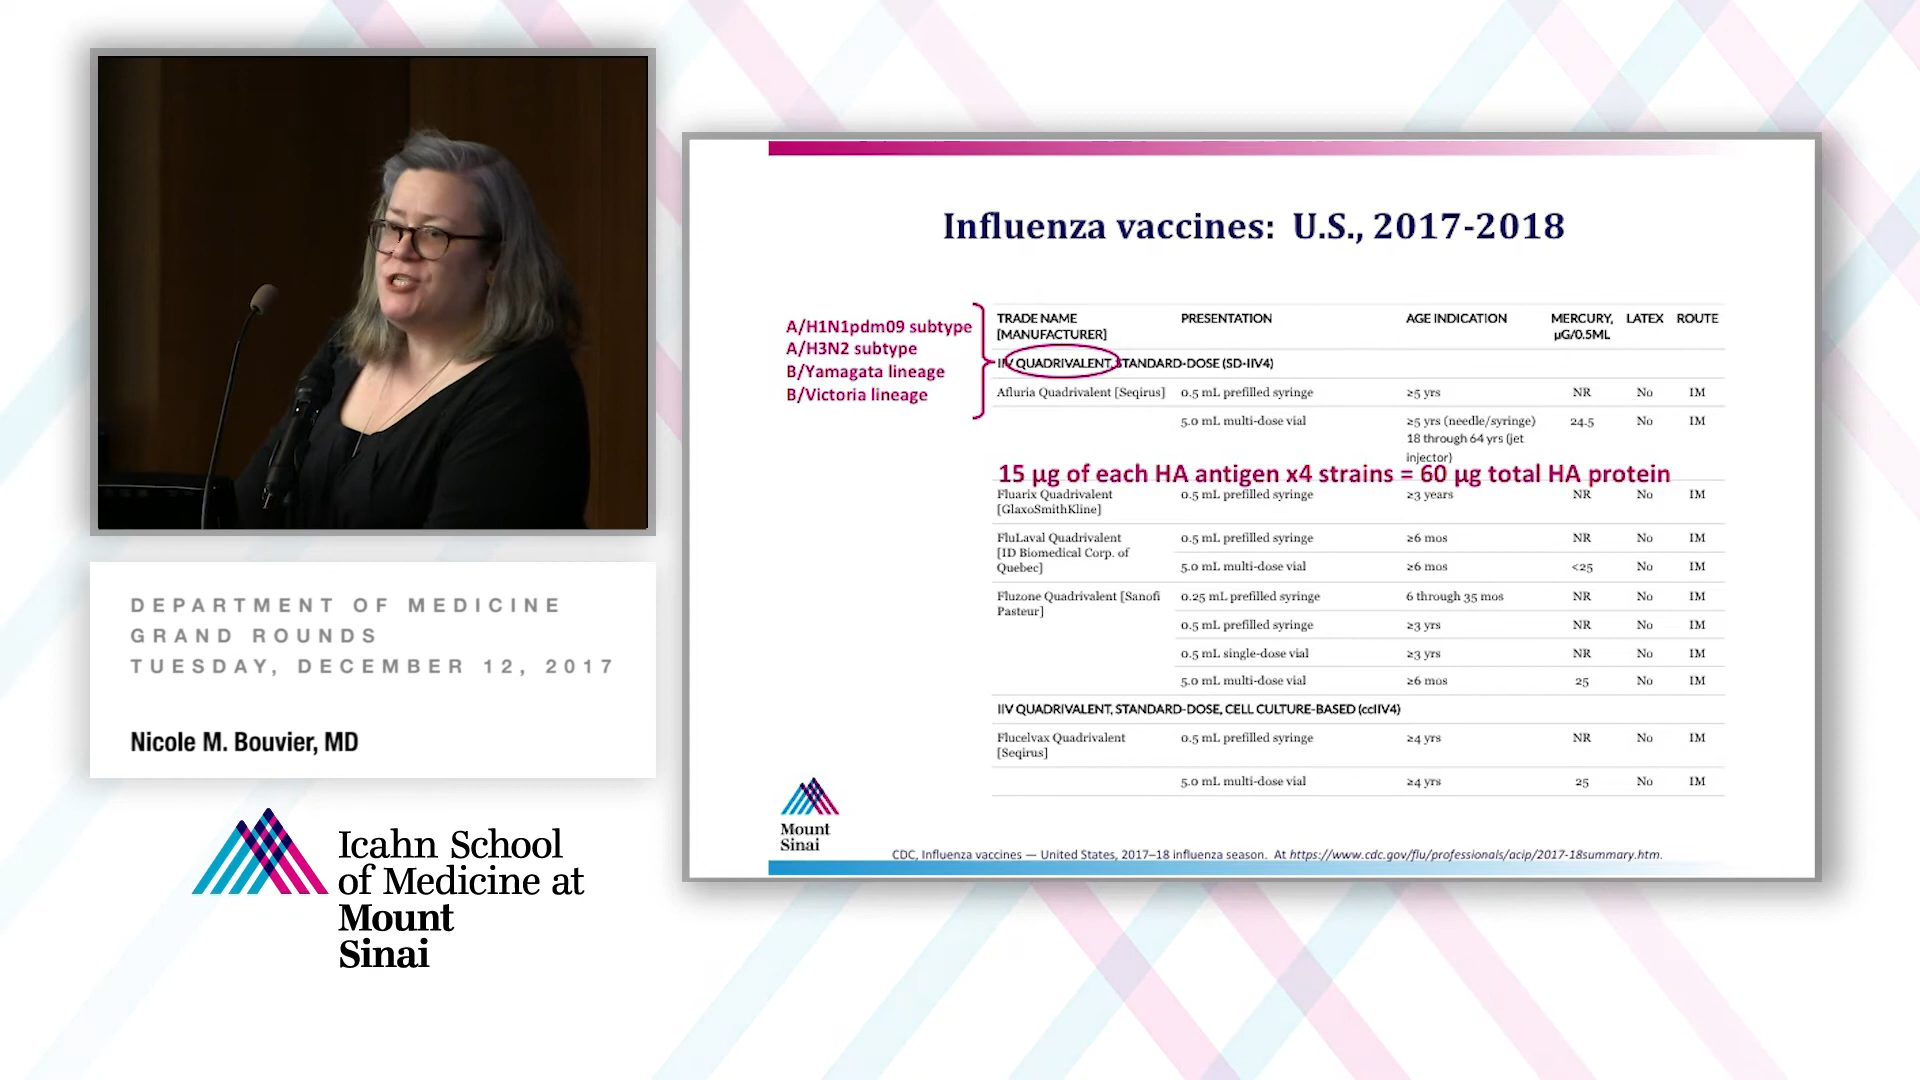 DEPARTMENT OF MEDICINE
GRAND ROUNDS
TUESDAY, DECEMBER 12, 2017
Nicole M. Bouvier, MD
Icahn School
of Medicine at
Mount
Sinai
Influenza vaccines: U.S., 2017-2018
A/H1N1pdm09 subtype
A/H3N2 subtype
B/Yamagata lineage
B/Victoria lineage
TRADE NAME PRESENTATION AGE INDICATION MERCURY, LATEX ROUTE
[MANUFACTURER] µG/0.5ML
IIV QUADRIVALENT, STANDARD-DOSE (SD-IIV4)
Afluria Quadrivalent [Seqirus] 0.5 mL prefilled syringe ≥5 yrs NR No IM
5.0 mL multi-dose vial ≥5 yrs (needle/syringe) 24.5 No IM
18 through 64 yrs (jet
injector)
15 µg of each HA antigen x4 strains = 60 µg total HA protein
Fluarix Quadrivalent 0.5 mL prefilled syringe ≥3 years NR No IM
[GlaxoSmithKline]
FluLaval Quadrivalent 0.5 mL prefilled syringe ≥6 mos NR No IM
[ID Biomedical Corp. of
Quebec] 5.0 mL multi-dose vial ≥6 mos <25 No IM
Fluzone Quadrivalent [Sanofi 0.25 mL prefilled syringe 6 through 35 mos NR No IM
Pasteur]
0.5 mL prefilled syringe ≥3 yrs NR No IM
0.5 mL single-dose vial ≥3 yrs NR No IM
5.0 mL multi-dose vial ≥6 mos 25 No IM
IIV QUADRIVALENT, STANDARD-DOSE, CELL CULTURE-BASED (ccIIV4)
Flucelvax Quadrivalent 0.5 mL prefilled syringe ≥4 yrs NR No IM
[Seqirus]
5.0 mL multi-dose vial ≥4 yrs 25 No IM
Mount
Sinai
CDC, Influenza vaccines — United States, 2017–18 influenza season. At https://www.cdc.gov/flu/professionals/acip/2017-18summary.htm.